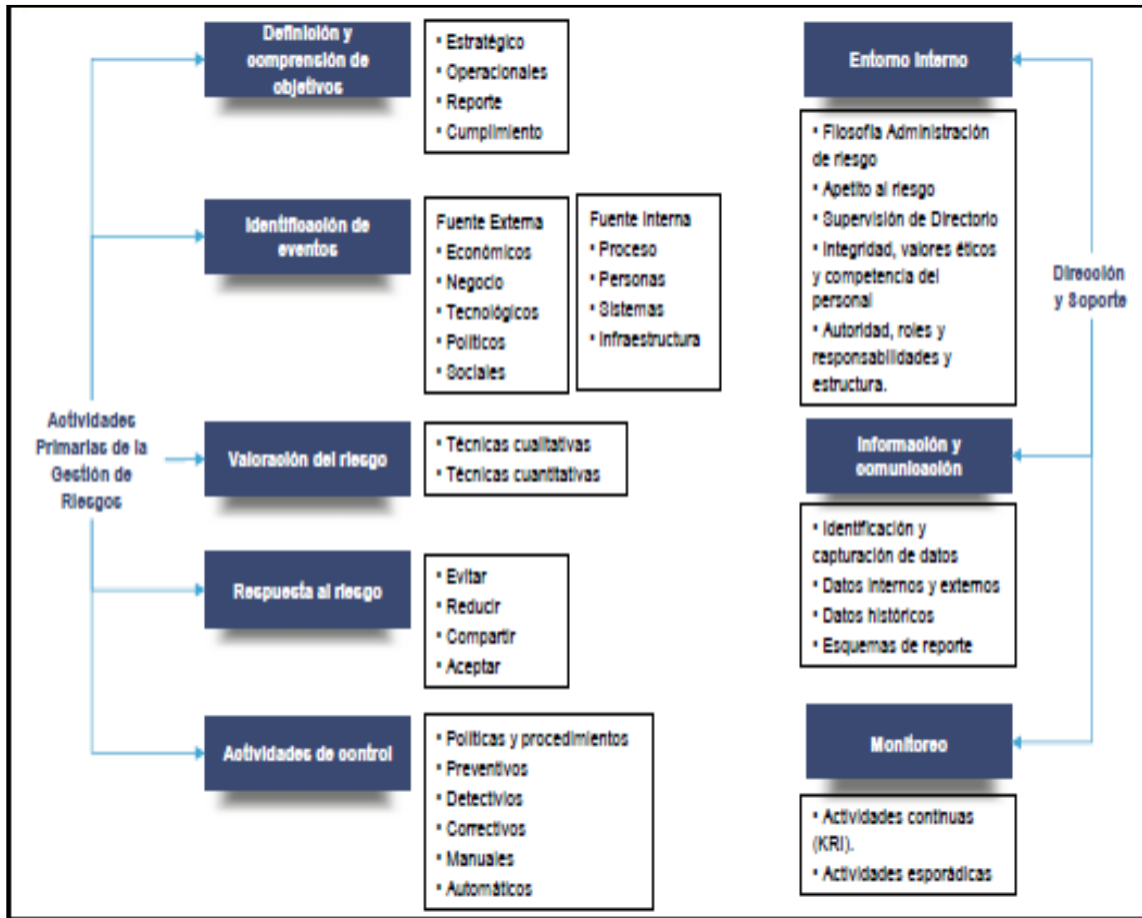 Actividades
Primarias de la
Gestión de
Riesgos
Definición y
comprensión de
objetivos
• Estratégico
• Operacionales
• Reporte
• Cumplimiento
Identificación de
eventos
Fuente Externa
• Económicos
• Negocio
• Tecnológicos
• Políticos
• Sociales
Fuente Interna
• Proceso
• Personas
• Sistemas
• Infraestructura
Valoración del riesgo
• Técnicas cualitativas
• Técnicas cuantitativas
Respuesta al riesgo
• Evitar
• Reducir
• Compartir
• Aceptar
Actividades de control
• Políticas y procedimientos
• Preventivos
• Detectivios
• Correctivos
• Manuales
• Automáticos
Dirección
y Soporte
Entorno Interno
• Filosofía Administración
de riesgo
• Apetito al riesgo
• Supervisión de Directorio
• Integridad, valores éticos
y competencia del
personal
• Autoridad, roles y
responsabilidades y
estructura.
Información y
comunicación
• Identificación y
capturación de datos
• Datos internos y externos
• Datos históricos
• Esquemas de reporte
Monitoreo
• Actividades continuas
(KRI).
• Actividades esporádicas